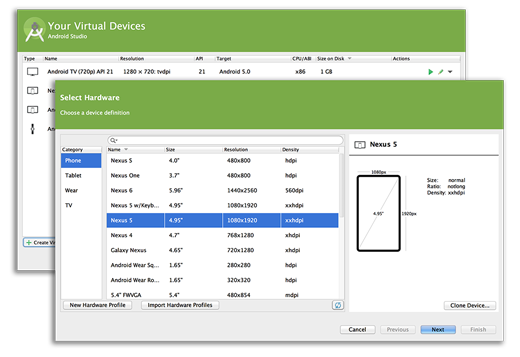 Your Virtual Devices
Android Studio
Type Name Resolution API Target CPU/ABI Size on Disk Actions
Android TV (720p) API 21 1280 × 720: tvdpi 21 Android 5.0 x86 1 GB
Ne
An
An
Create Vir
Select Hardware
Choose a device definition
Category Name Size Resolution Density
Phone
Tablet
Wear
TV
Nexus S 4.0" 480x800 hdpi
Nexus One 3.7" 480x800 hdpi
Nexus 6 5.96" 1440x2560 560dpi
Nexus 5 w/Keyb... 4.95" 1080x1920 xxhdpi
Nexus 5 4.95" 1080x1920 xxhdpi
Nexus 4 4.7" 768x1280 xhdpi
Galaxy Nexus 4.65" 720x1280 xhdpi
Android Wear Sq... 1.65" 280x280 hdpi
Android Wear Ro... 1.65" 320x320 hdpi
5.4" FWVGA 5.4" 480x854 mdpi
New Hardware Profile Import Hardware Profiles
Nexus 5
1080px
4.95"
1920px
Size: normal
Ratio: notlong
Density: xxhdpi
Clone Device...
Cancel Previous Next Finish